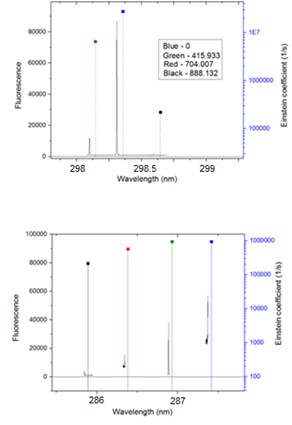 80000
60000
40000
20000
0
Fluorescence
Blue - 0
Green - 415.933
Red - 704.007
Black - 888.132
1E7
1000000
100000
Einstein coefficient (1/s)
298
298.5
299
Wavelength (nm)
100000
80000
60000
40000
20000
0
Fluorescence
1000000
100000
10000
1000
100
Einstein coefficient (1/s)
286
287
Wavelength (nm)